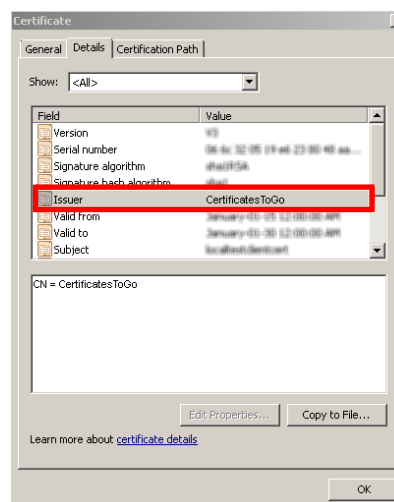 Certificate
General Details Certification Path
Show: <All>
Field Value
Version V3
Serial number
Signature algorithm
Signature hash algorithm
Issuer CertificatesToGo
Valid from
Valid to
Subject
CN = CertificatesToGo
Edit Properties... Copy to File...
Learn more about certificate details
OK